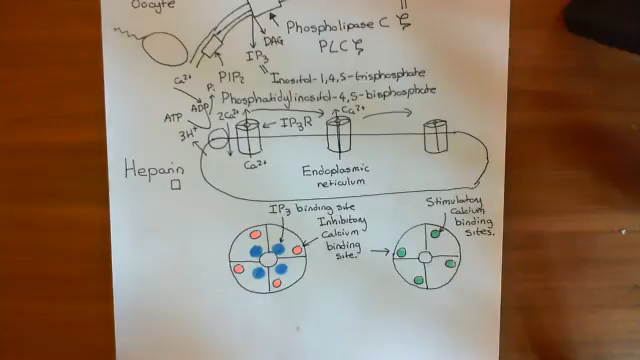 Oocyte
Phospholipase C ζ
PLC ζ
DAG
IP3
PIP2
Inositol-1,4,5-trisphosphate
Phosphatidylinositol-4,5-bisphosphate
Ca2+
Pi
ADP
ATP
3H+
2Ca2+
IP3R
Ca2+
Ca2+
Endoplasmic
reticulum
Heparin
IP3 binding site
Inhibitory
Calcium
binding
site.
Stimulatory
Calcium
binding
sites.